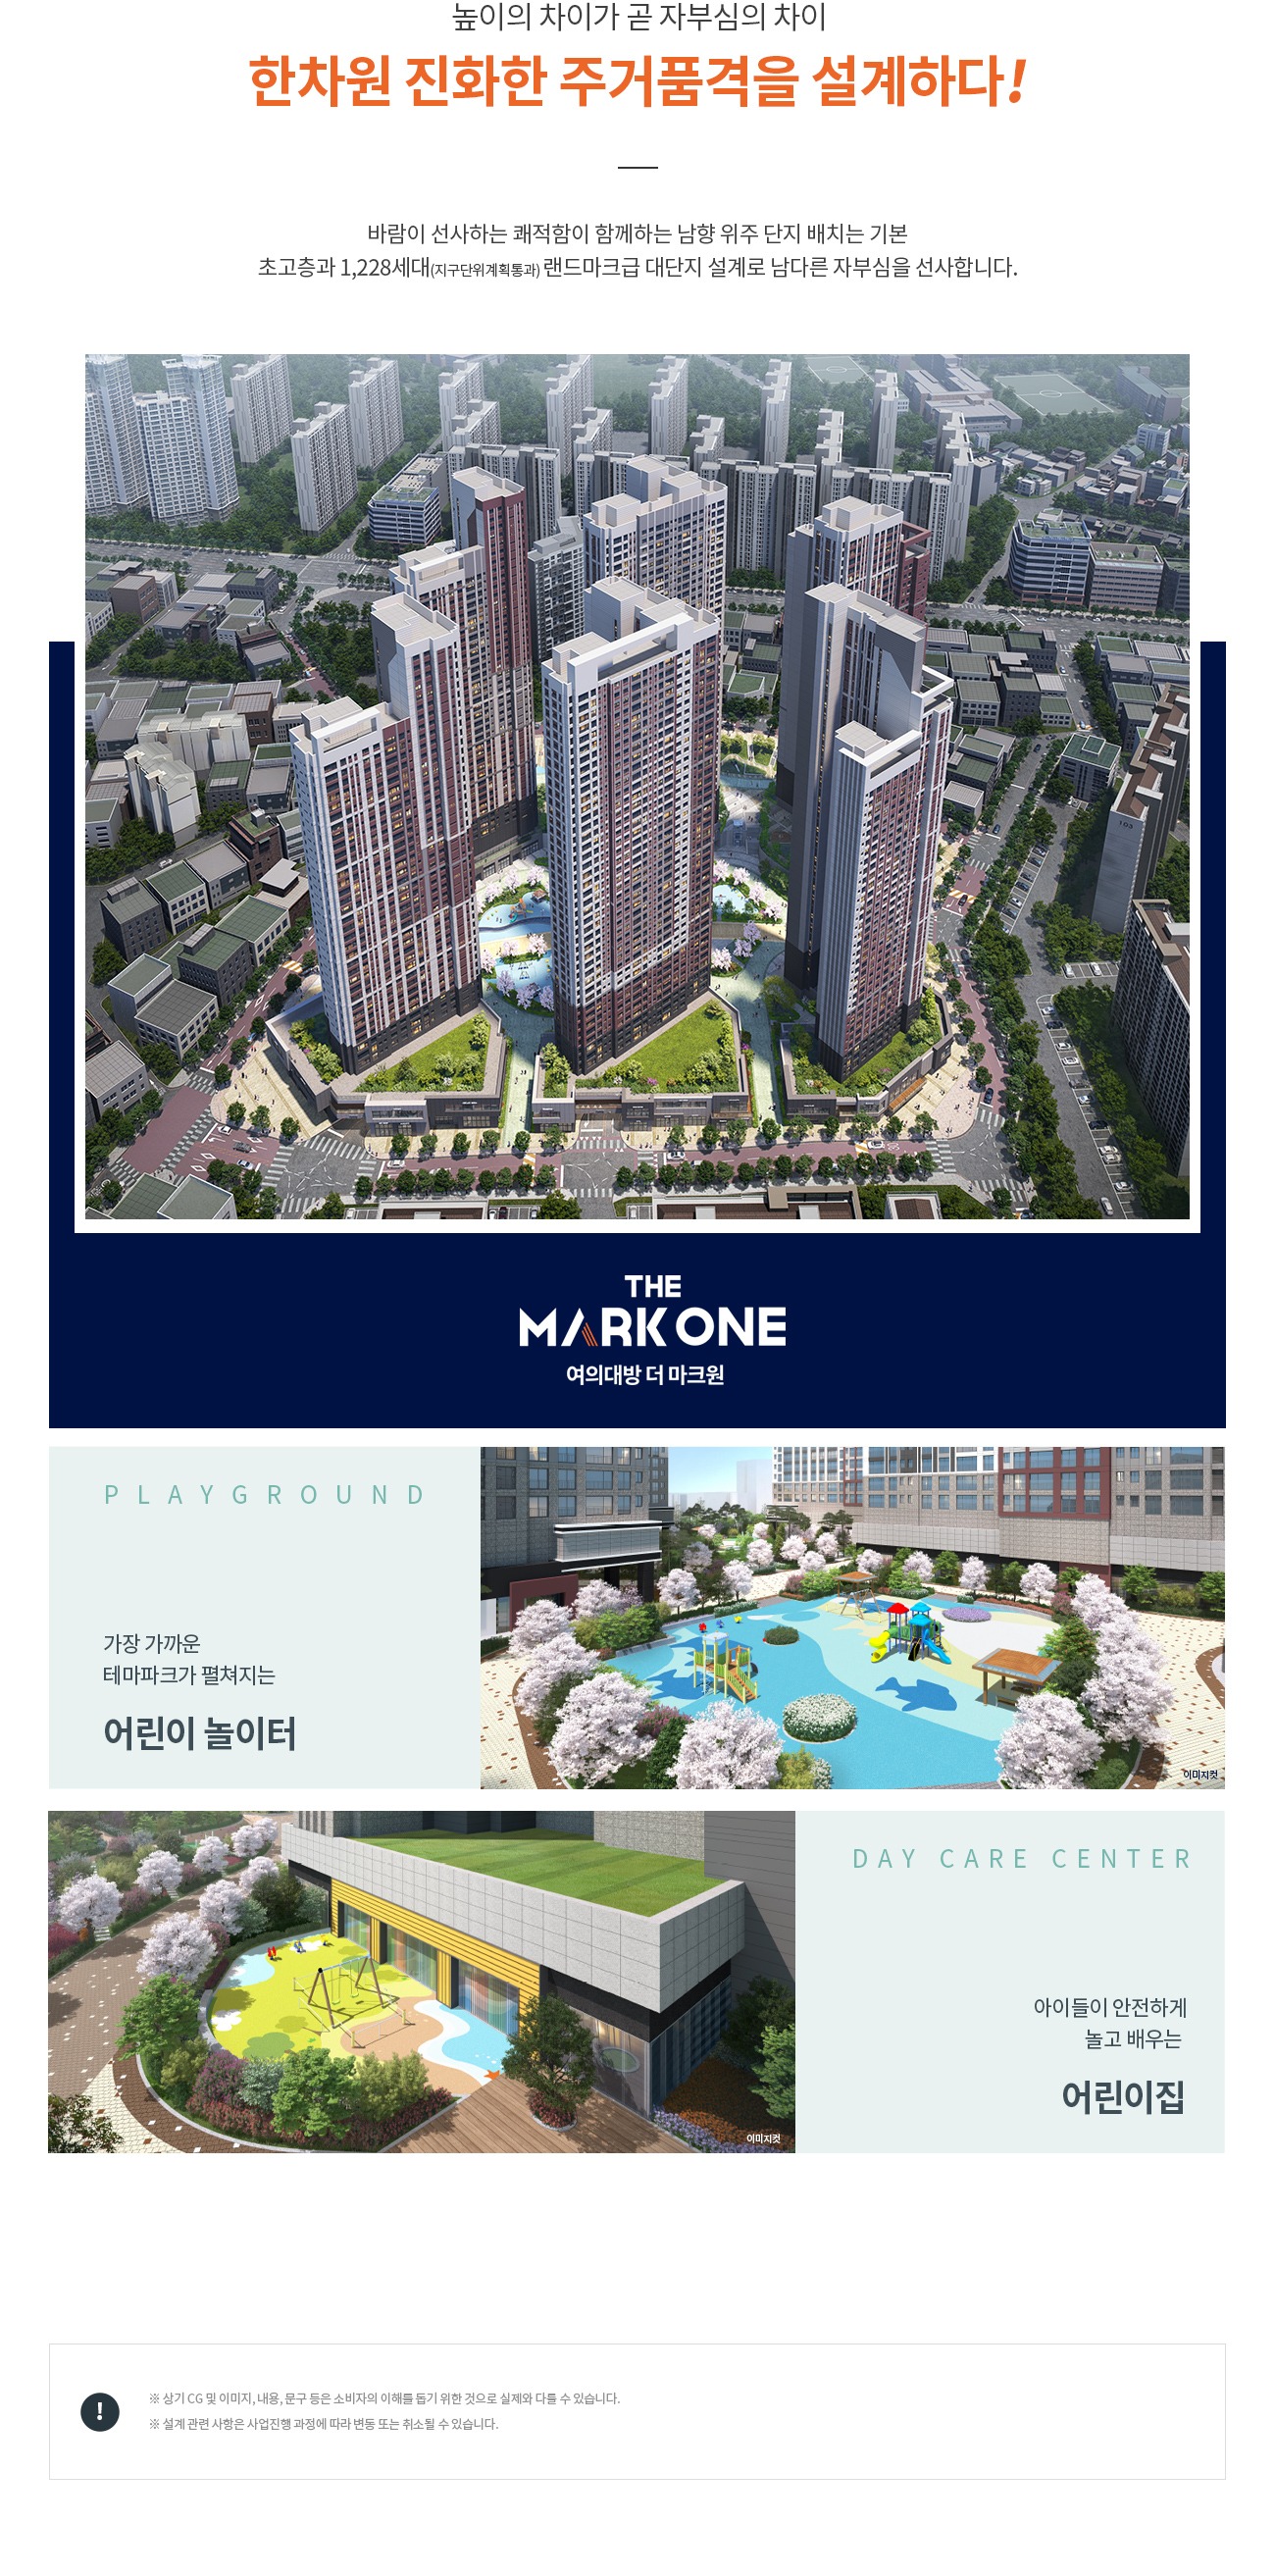 높이의 차이가 곧 자부심의 차이
한차원 진화한 주거품격을 설계하다!
바람이 선사하는 쾌적함이 함께하는 남향 위주 단지 배치는 기본
초고층과 1,228세대(지구단위계획통과) 랜드마크급 대단지 설계로 남다른 자부심을 선사합니다.
103
THE
MARK ONE
여의대방 더 마크원
PLAYGROUND
가장 가까운
테마파크가 펼쳐지는
어린이 놀이터
이미지컷
DAY CARE CENTER
아이들이 안전하게
놀고 배우는
어린이집
이미지컷
!
※ 상기 CG 및 이미지, 내용, 문구 등은 소비자의 이해를 돕기 위한 것으로 실제와 다를 수 있습니다.
※ 설계 관련 사항은 사업진행 과정에 따라 변동 또는 취소될 수 있습니다.